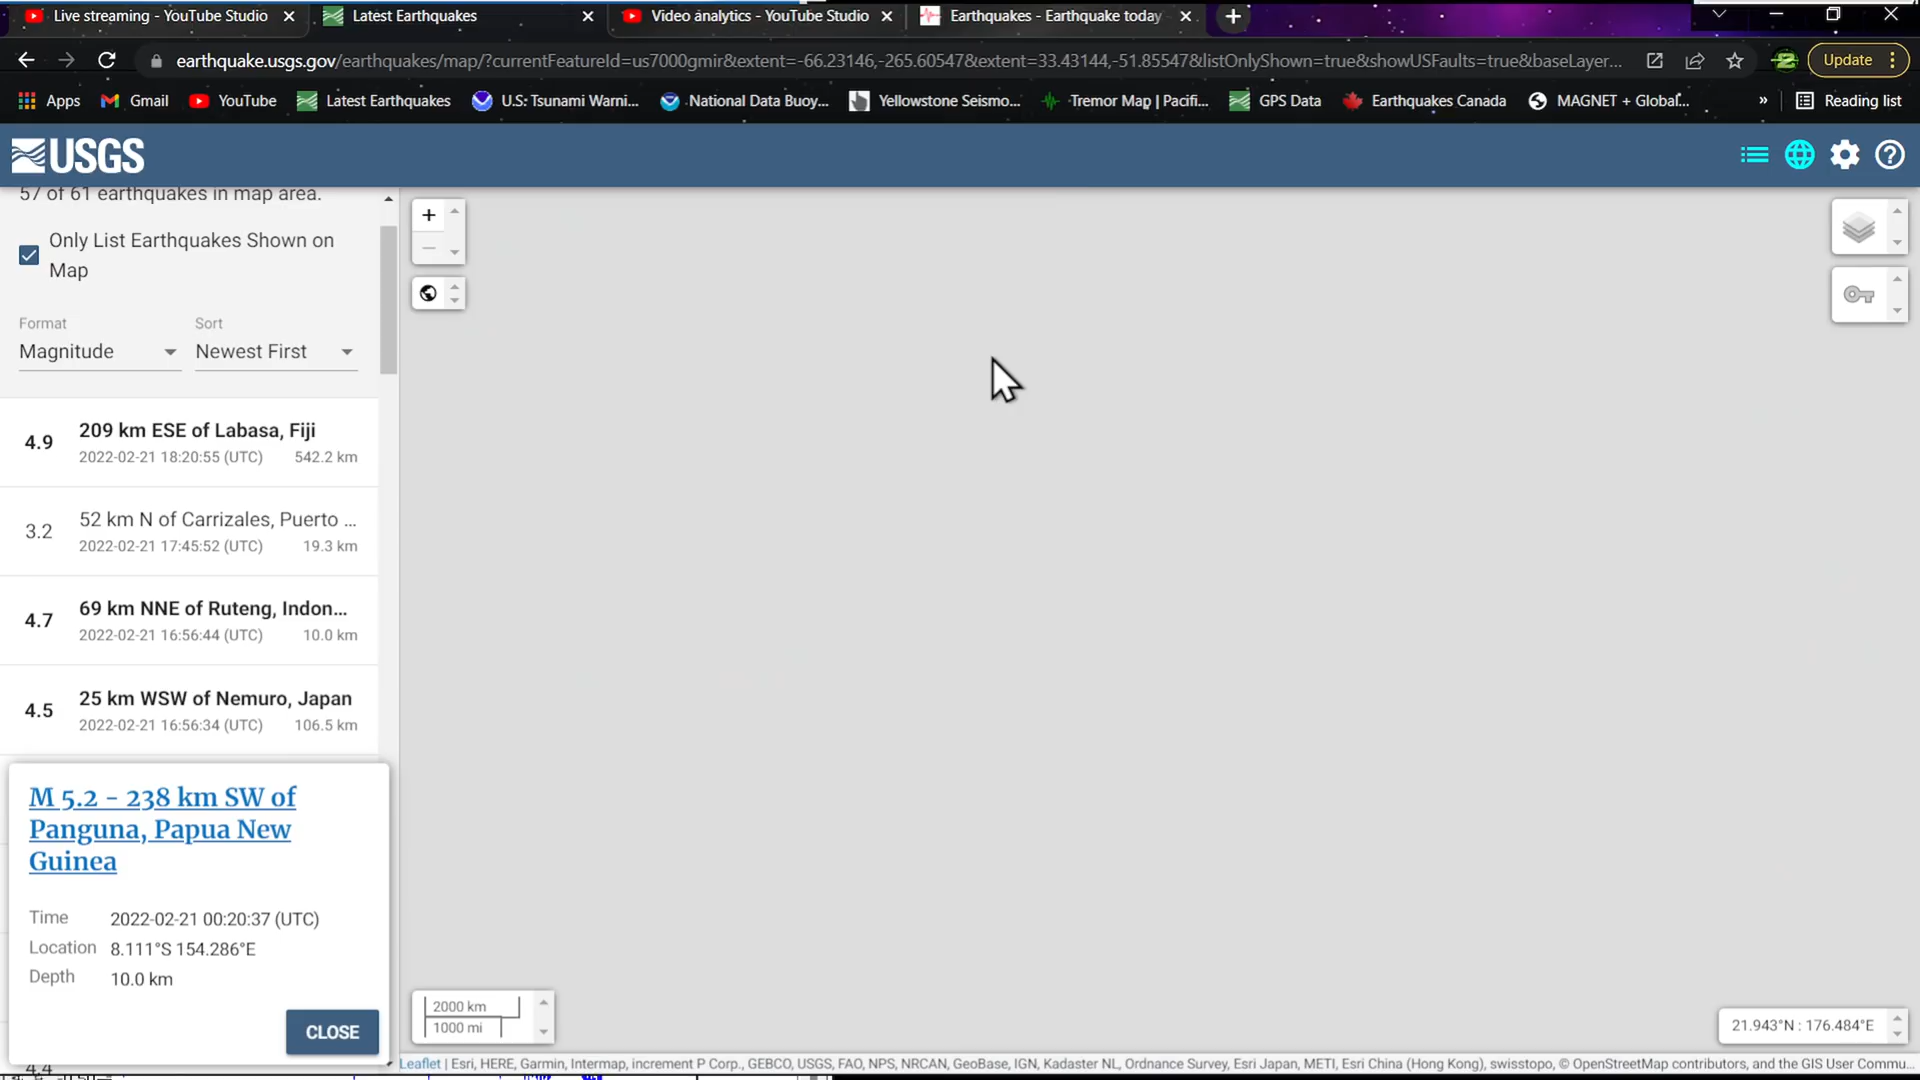 Live streaming - YouTube Studio
Latest Earthquakes
Video analytics - YouTube Studio
Earthquakes - Earthquake today
earthquake.usgs.gov/earthquakes/map/?currentFeatureId=us7000gmir&extent=-66.23146,-265.60547&extent=33.43144,-51.85547&listOnlyShown=true&showUSFaults=true&baseLayer...
Update
Apps
Gmail
YouTube
Latest Earthquakes
U.S: Tsunami Warni...
National Data Buoy...
Yellowstone Seismo...
Tremor Map | Pacifi...
GPS Data
Earthquakes Canada
MAGNET + Global...
»
Reading list
USGS
57 of 61 earthquakes in map area.
Only List Earthquakes Shown on
Map
Format
Sort
Magnitude
Newest First
4.9
209 km ESE of Labasa, Fiji
2022-02-21 18:20:55 (UTC) 542.2 km
3.2
52 km N of Carrizales, Puerto ...
2022-02-21 17:45:52 (UTC) 19.3 km
4.7
69 km NNE of Ruteng, Indon...
2022-02-21 16:56:44 (UTC) 10.0 km
4.5
25 km WSW of Nemuro, Japan
2022-02-21 16:56:34 (UTC) 106.5 km
M 5.2 - 238 km SW of
Panguna, Papua New
Guinea
Time 2022-02-21 00:20:37 (UTC)
Location 8.111°S 154.286°E
Depth 10.0 km
CLOSE
4.4
2000 km
1000 mi
21.943°N : 176.484°E
Leaflet | Esri, HERE, Garmin, Intermap, increment P Corp., GEBCO, USGS, FAO, NPS, NRCAN, GeoBase, IGN, Kadaster NL, Ordnance Survey, Esri Japan, METI, Esri China (Hong Kong), swisstopo, © OpenStreetMap contributors, and the GIS User Commu...